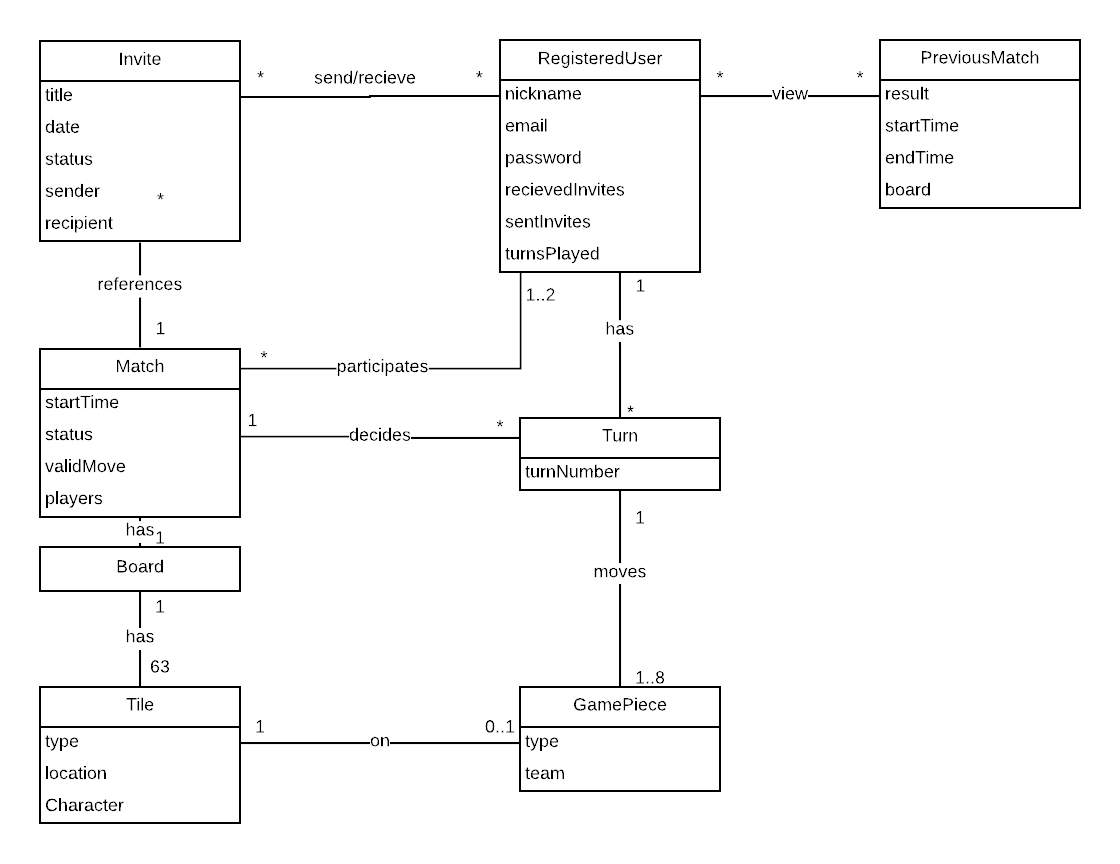 Invite
title
date
status
sender
*
recipient
* send/recieve *
RegisteredUser
nickname
email
password
recievedInvites
sentInvites
turnsPlayed
* view *
PreviousMatch
result
startTime
endTime
board
references
1
1..2
* participates
1
has
*
Match
startTime
status
validMove
players
1 decides *
Turn
turnNumber
has 1
Board
1
has
63
1
moves
1..8
Tile
type
location
Character
1 on 0..1
GamePiece
type
team